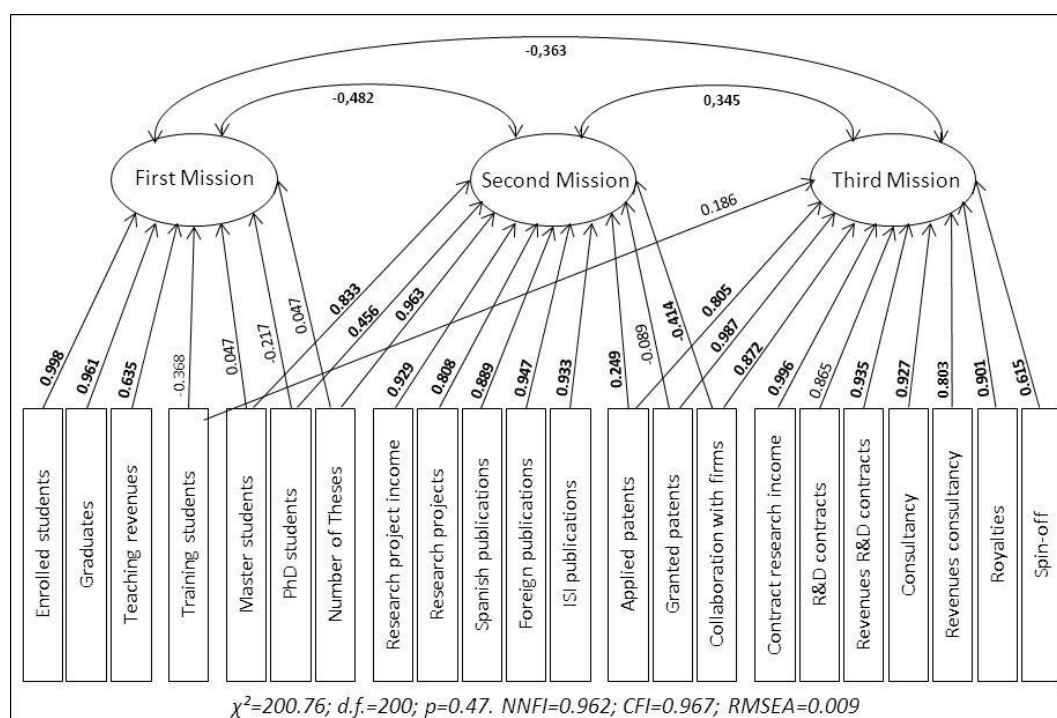 -0,363
-0,482
0,345
First Mission
Second Mission
Third Mission
0.186
0.998
0.961
0.635
-0.368
0.047
-0.217
0.047
0.833
0.456
0.963
0.929
0.808
0.889
0.947
0.933
0.249
-0.089
-0.414
0.805
0.987
0.872
0.996
0.865
0.935
0.927
0.803
0.901
0.615
Enrolled students
Graduates
Teaching revenues
Training students
Master students
PhD students
Number of Theses
Research project income
Research projects
Spanish publications
Foreign publications
ISI publications
Applied patents
Granted patents
Collaboration with firms
Contract research income
R&D contracts
Revenues R&D contracts
Consultancy
Revenues consultancy
Royalties
Spin-off
χ²=200.76; d.f.=200; p=0.47. NNFI=0.962; CFI=0.967; RMSEA=0.009